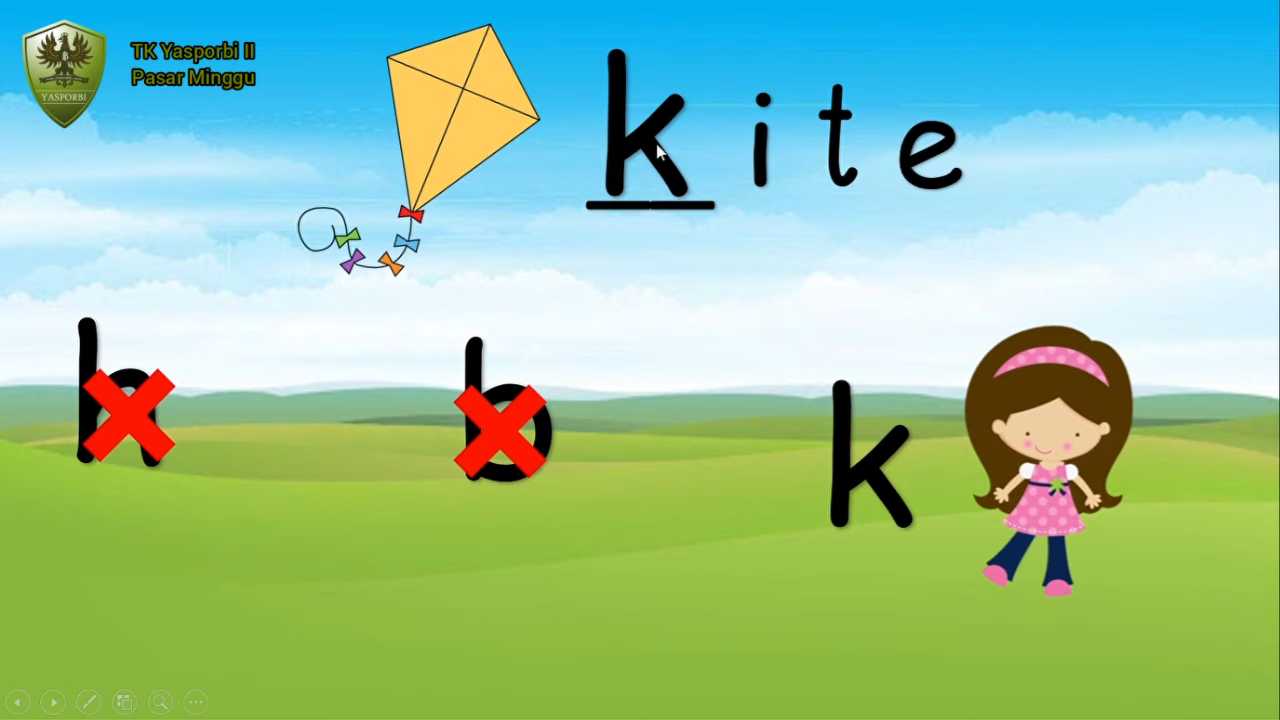 TK Yasporbi II
Pasar Minggu
YASPORBI
kite
h b k